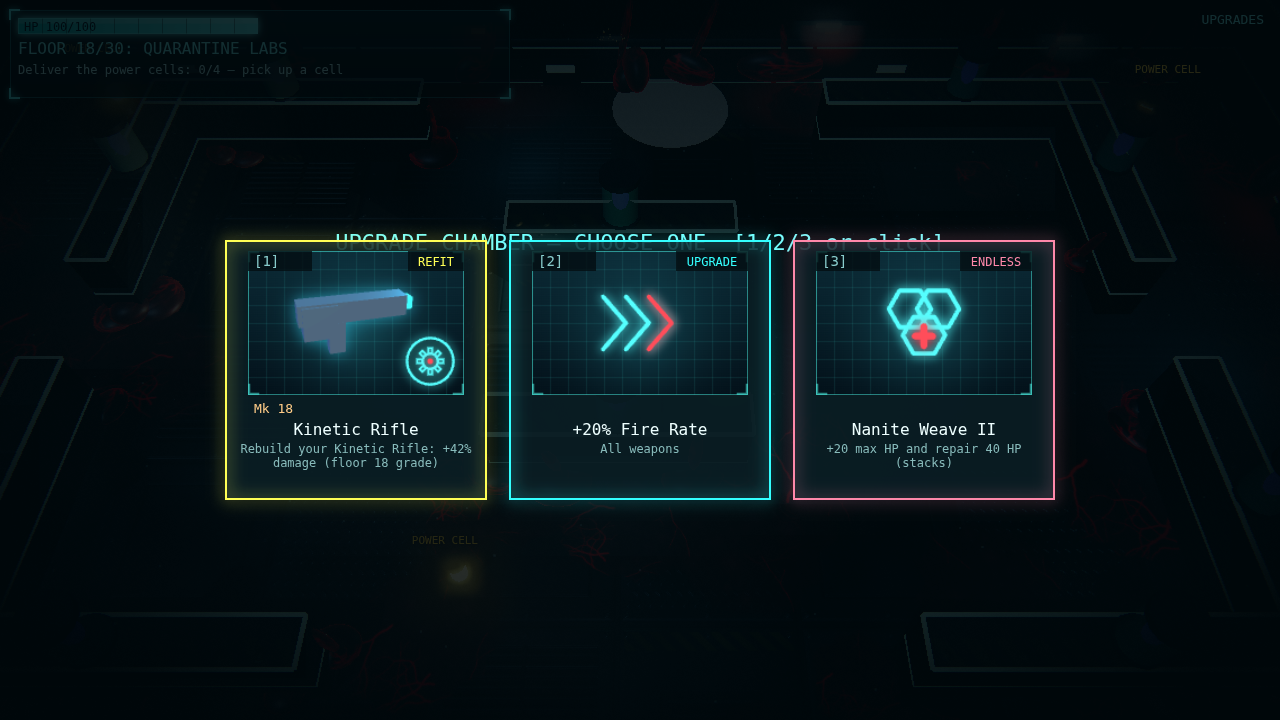 HP 100/100
UPGRADES
FLOOR 18/30: QUARANTINE LABS
Deliver the power cells: 0/4 — pick up a cell
POWER CELL
UPGRADE CHAMBER — CHOOSE ONE [1/2/3 or click]
[1] REFIT
Mk 18
Kinetic Rifle
Rebuild your Kinetic Rifle: +42%
damage (floor 18 grade)
[2] UPGRADE
+20% Fire Rate
All weapons
[3] ENDLESS
Nanite Weave II
+20 max HP and repair 40 HP
(stacks)
POWER CELL